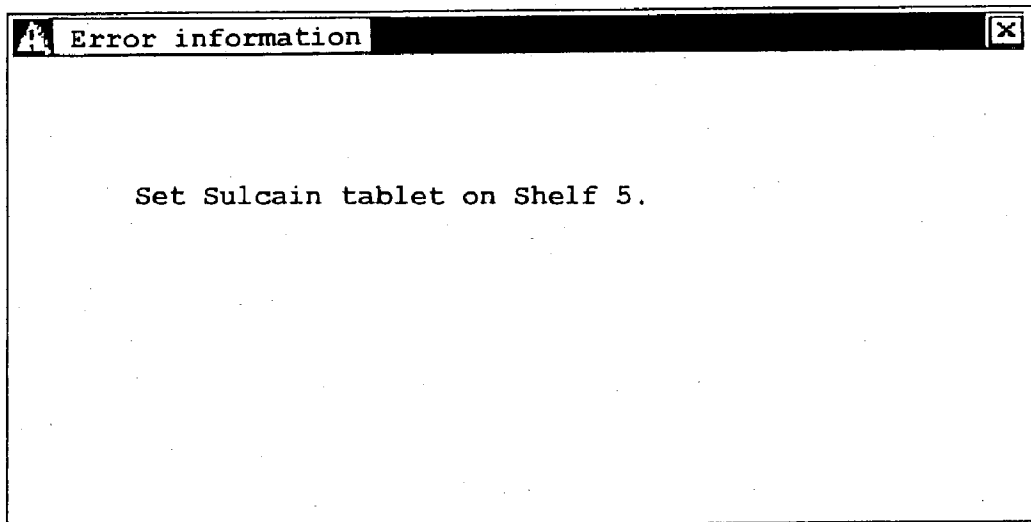 Error information
Set Sulcain tablet on Shelf 5.